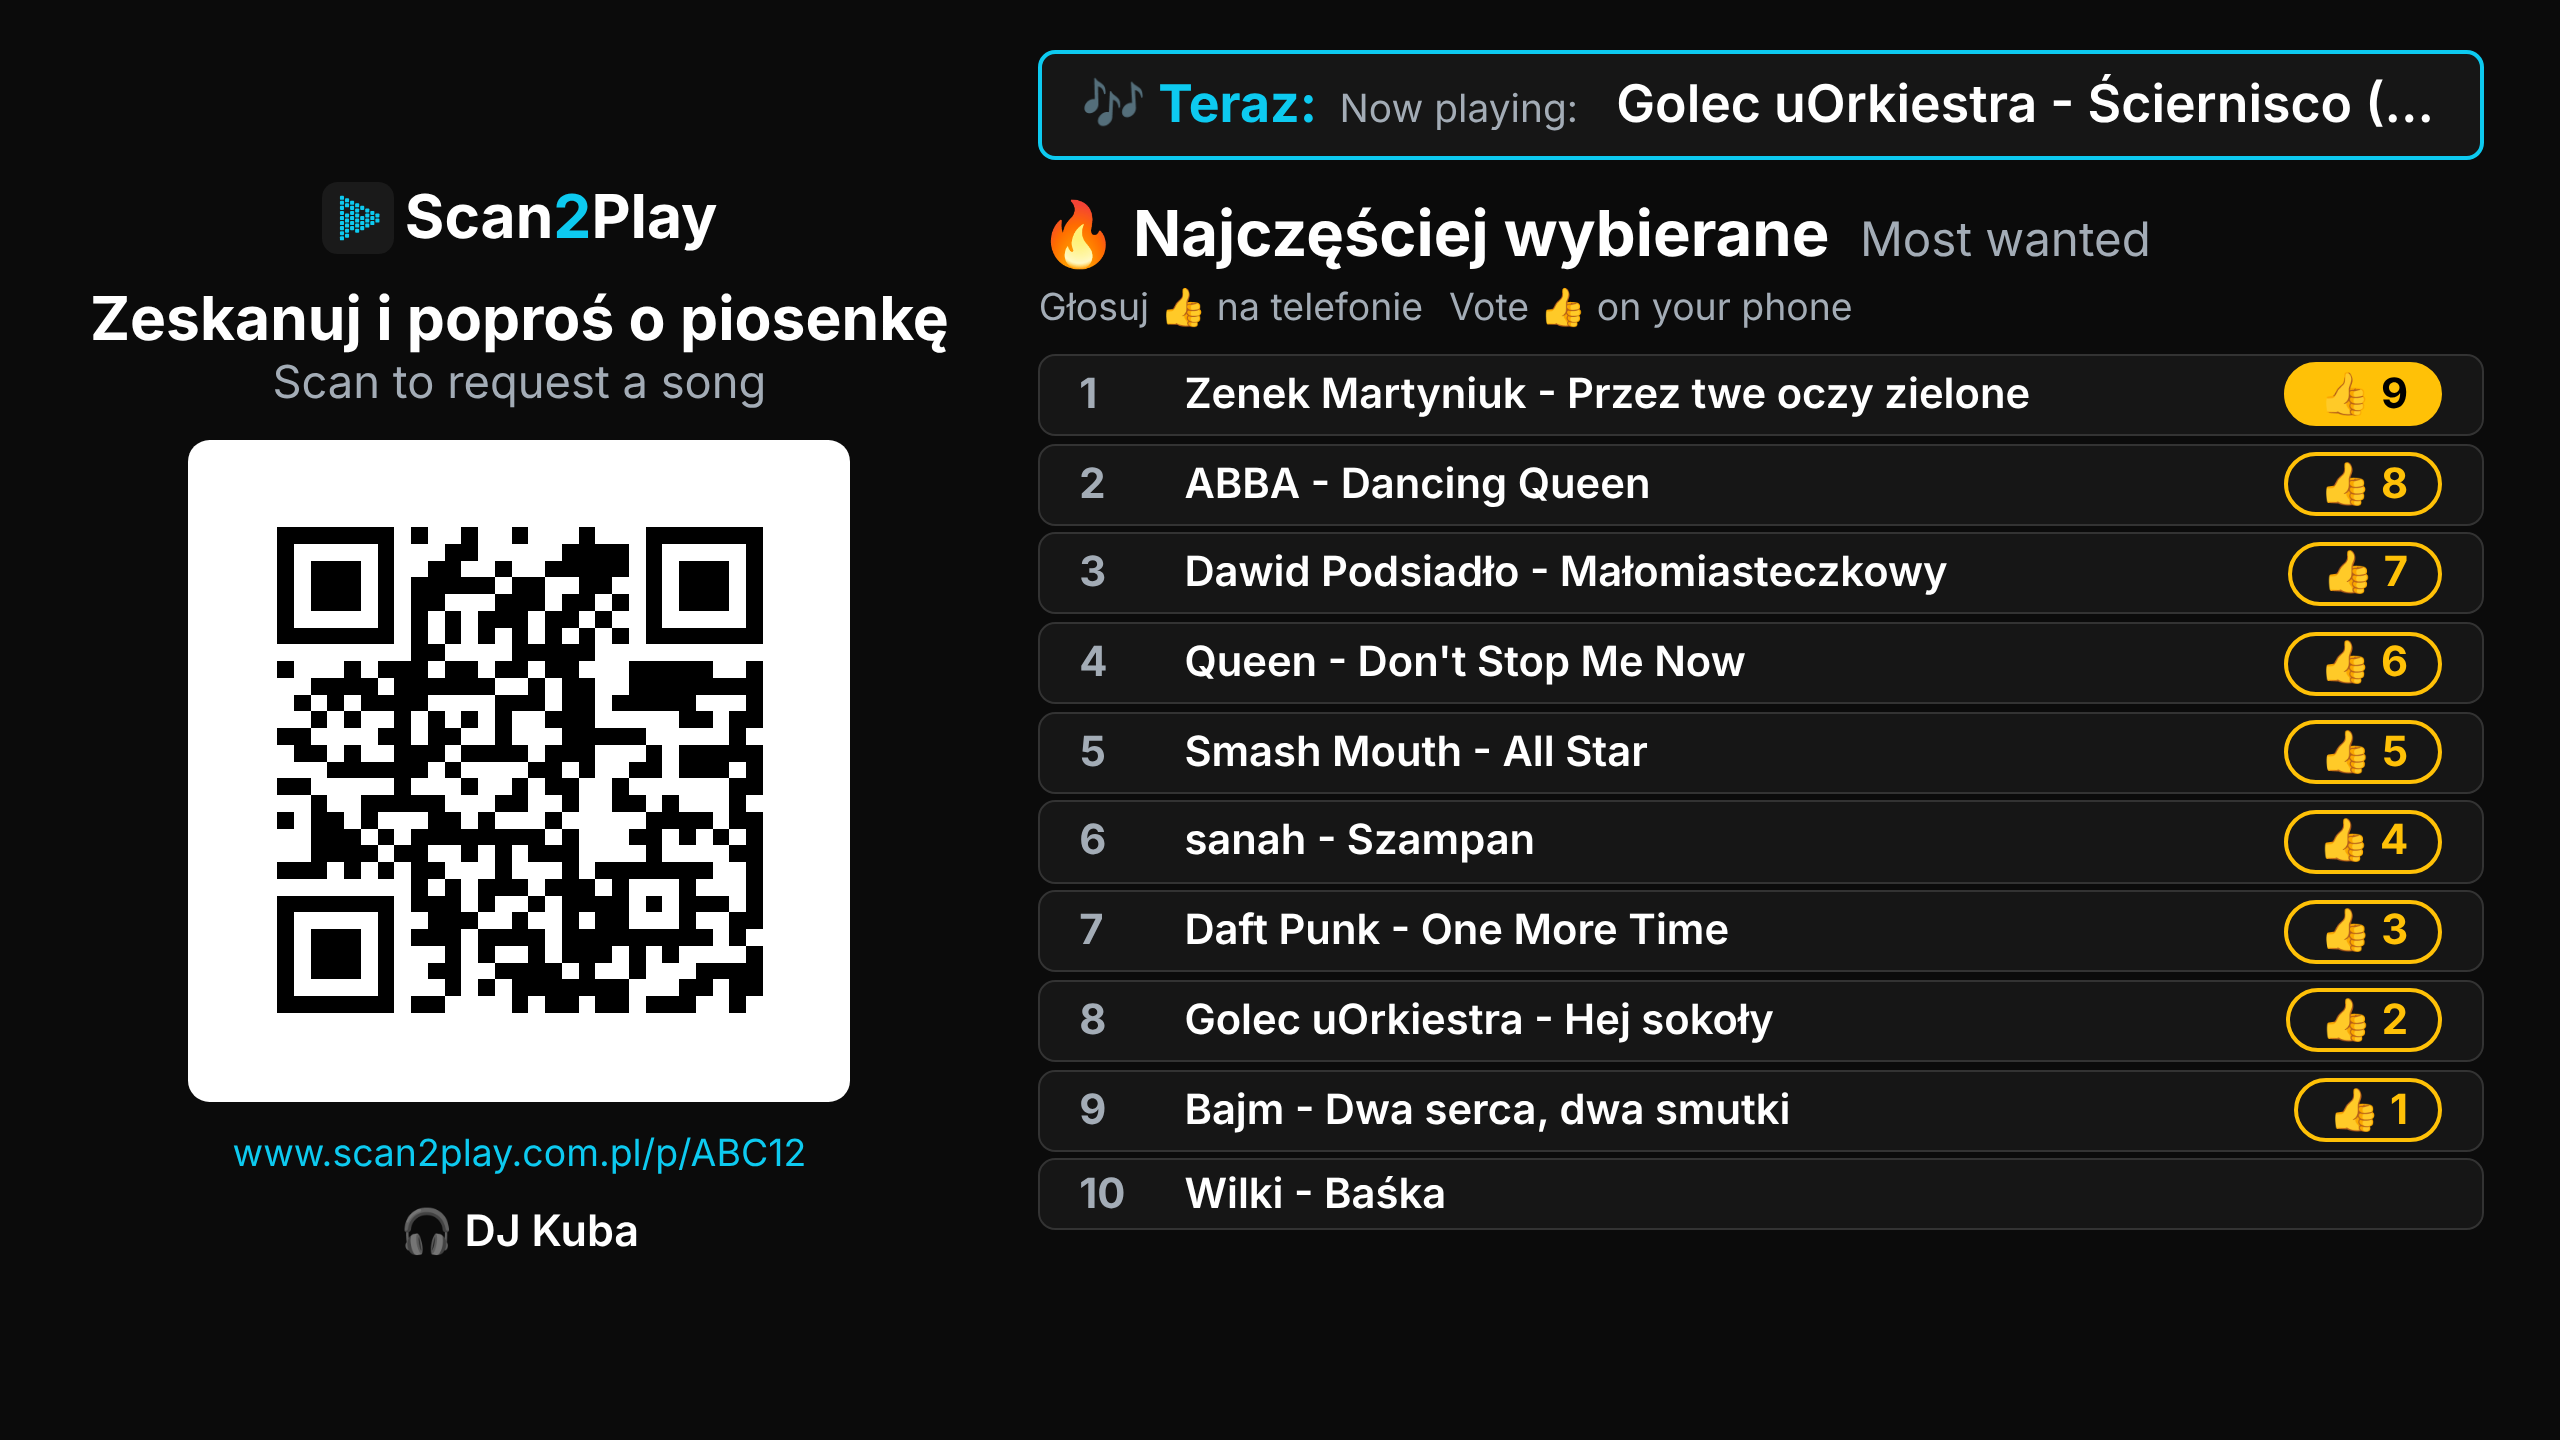 Scan2Play
Zeskanuj i poproś o piosenkę
Scan to request a song
www.scan2play.com.pl/p/ABC12
🎧 DJ Kuba
🎶 Teraz: Now playing: Golec uOrkiestra - Ściernisco (...
🔥 Najczęściej wybierane Most wanted
Głosuj 👍 na telefonie Vote 👍 on your phone
1 Zenek Martyniuk - Przez twe oczy zielone 👍 9
2 ABBA - Dancing Queen 👍 8
3 Dawid Podsiadło - Małomiasteczkowy 👍 7
4 Queen - Don't Stop Me Now 👍 6
5 Smash Mouth - All Star 👍 5
6 sanah - Szampan 👍 4
7 Daft Punk - One More Time 👍 3
8 Golec uOrkiestra - Hej sokoły 👍 2
9 Bajm - Dwa serca, dwa smutki 👍 1
10 Wilki - Baśka